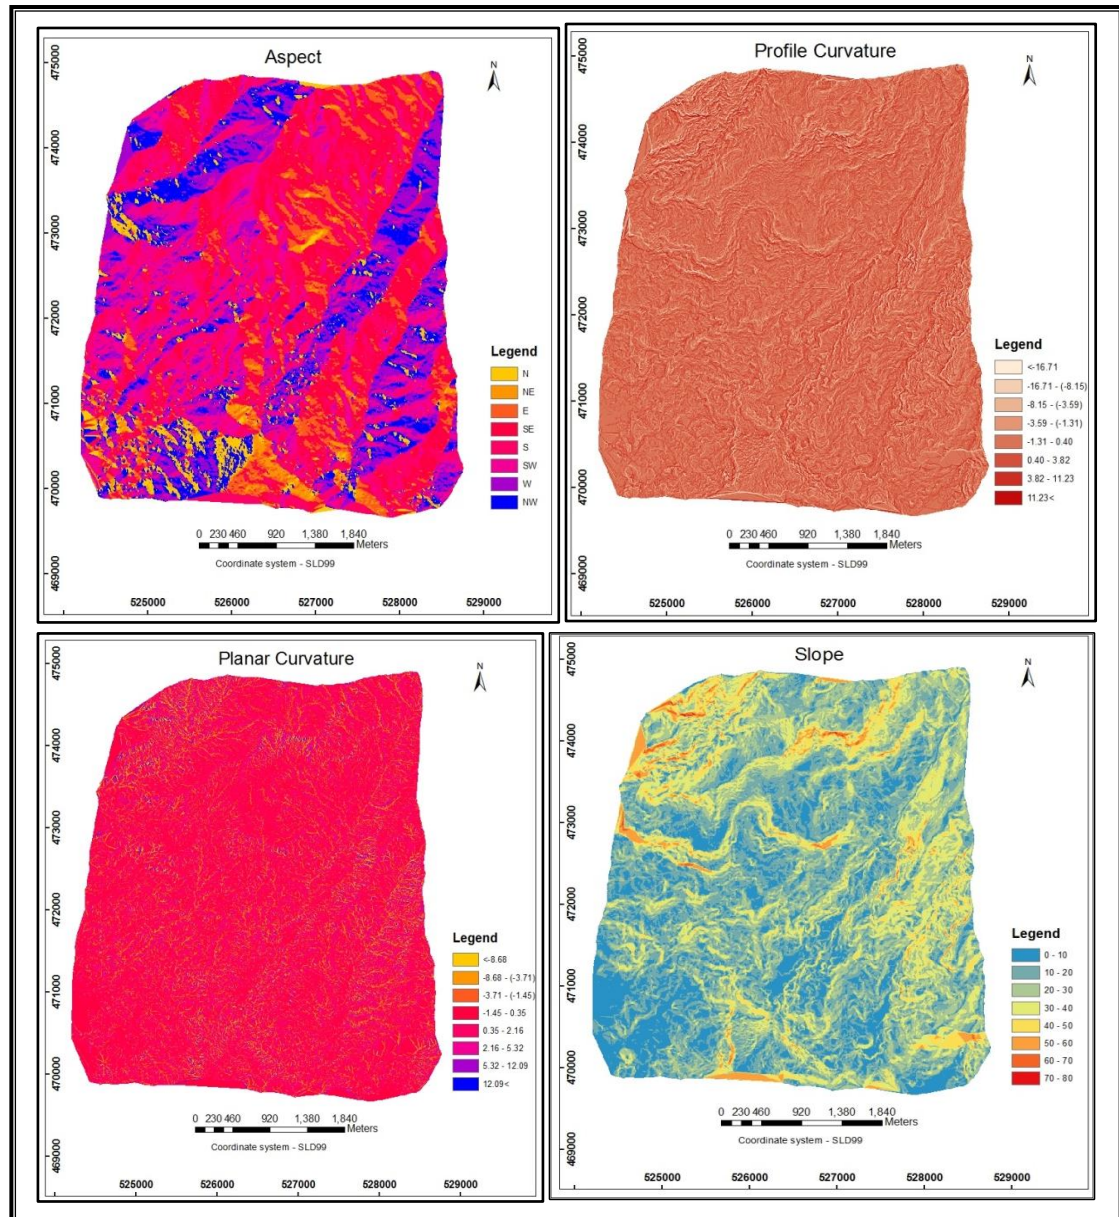 Aspect
N
475000
474000
473000
472000
471000
470000
469000
Legend
N
NE
E
SE
S
SW
W
NW
0 230 460 920 1,380 1,840
Meters
Coordinate system - SLD99
525000 526000 527000 528000 529000
Profile Curvature
N
475000
474000
473000
472000
471000
470000
469000
Legend
<-16.71
-16.71 - (-8.15)
-8.15 - (-3.59)
-3.59 - (-1.31)
-1.31 - 0.40
0.40 - 3.82
3.82 - 11.23
11.23<
0 230 460 920 1,380 1,840
Meters
Coordinate system - SLD99
525000 526000 527000 528000 529000
Planar Curvature
N
475000
474000
473000
472000
471000
470000
469000
Legend
<-8.68
-8.68 - (-3.71)
-3.71 - (-1.45)
-1.45 - 0.35
0.35 - 2.16
2.16 - 5.32
5.32 - 12.09
12.09<
0 230 460 920 1,380 1,840
Meters
Coordinate system - SLD99
525000 526000 527000 528000 529000
Slope
N
475000
474000
473000
472000
471000
470000
469000
Legend
0 - 10
10 - 20
20 - 30
30 - 40
40 - 50
50 - 60
60 - 70
70 - 80
0 230 460 920 1,380 1,840
Meters
Coordinate system - SLD99
525000 526000 527000 528000 529000